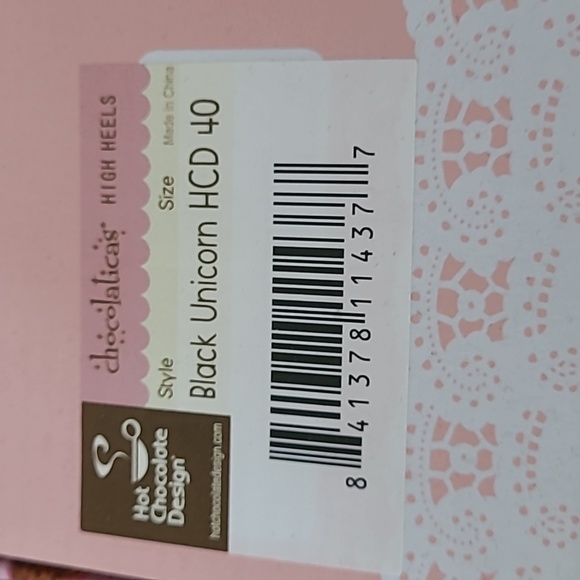 Hot
Chocolate
Design
hotchocolatedesign.com
chocolaticas® HIGH HEELS
Style Size Made in China
Black Unicorn HCD 40
8 41378 11437 7